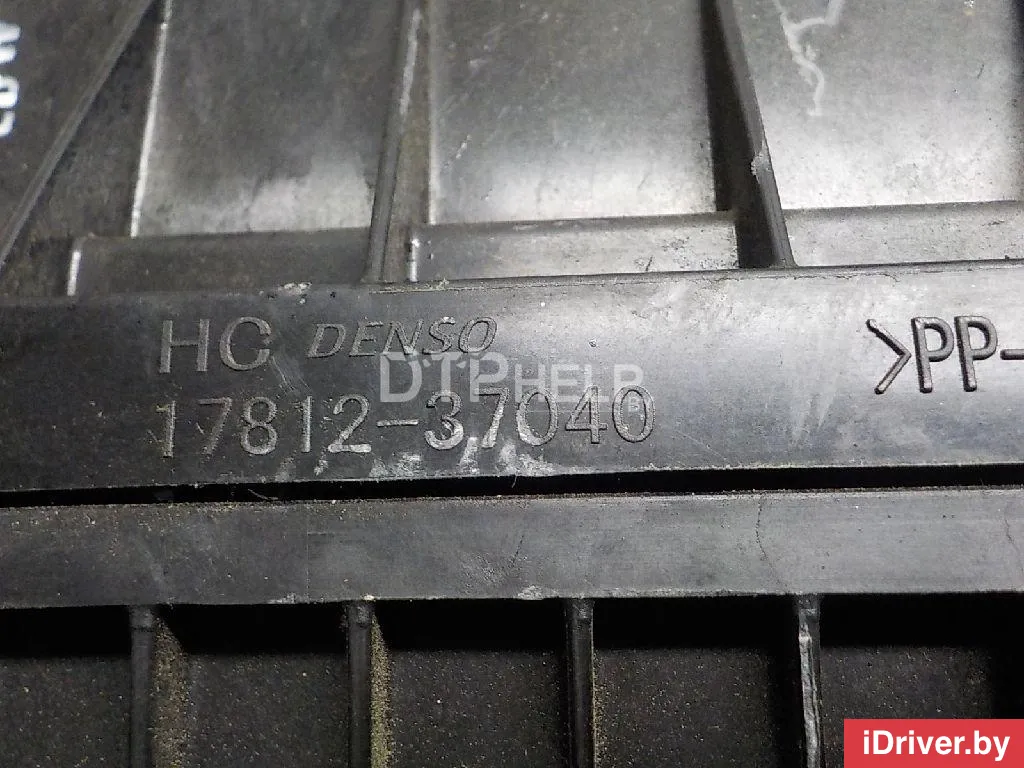 HC DENSO
>PP-
DTPHELP
17812-37040
iDriver.by